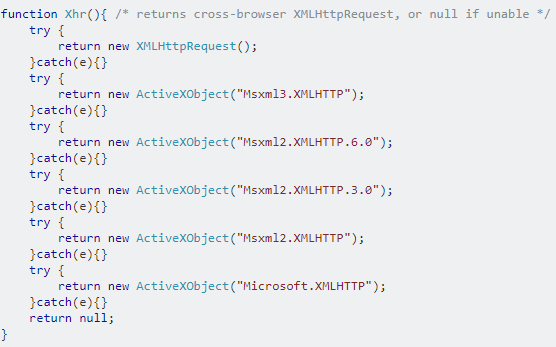 function Xhr(){ /* returns cross-browser XMLHttpRequest, or null if unable */
    try {
        return new XMLHttpRequest();
    }catch(e){}
    try {
        return new ActiveXObject("Msxml3.XMLHTTP");
    }catch(e){}
    try {
        return new ActiveXObject("Msxml2.XMLHTTP.6.0");
    }catch(e){}
    try {
        return new ActiveXObject("Msxml2.XMLHTTP.3.0");
    }catch(e){}
    try {
        return new ActiveXObject("Msxml2.XMLHTTP");
    }catch(e){}
    try {
        return new ActiveXObject("Microsoft.XMLHTTP");
    }catch(e){}
    return null;
}